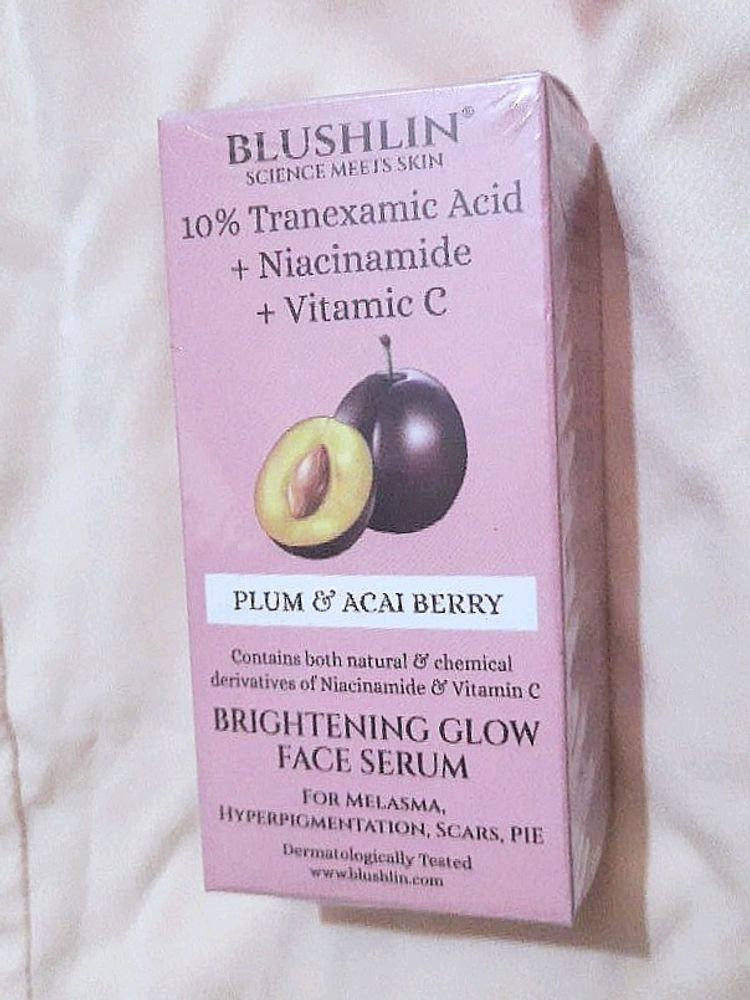 BLUSHLIN®
SCIENCE MEETS SKIN
10% Tranexamic Acid
+ Niacinamide
+ Vitamic C
PLUM & ACAI BERRY
Contains both natural & chemical
derivatives of Niacinamide & Vitamin C
BRIGHTENING GLOW
FACE SERUM
FOR MELASMA,
HYPERPIGMENTATION, SCARS, PIE
Dermatologically Tested
www.blushlin.com